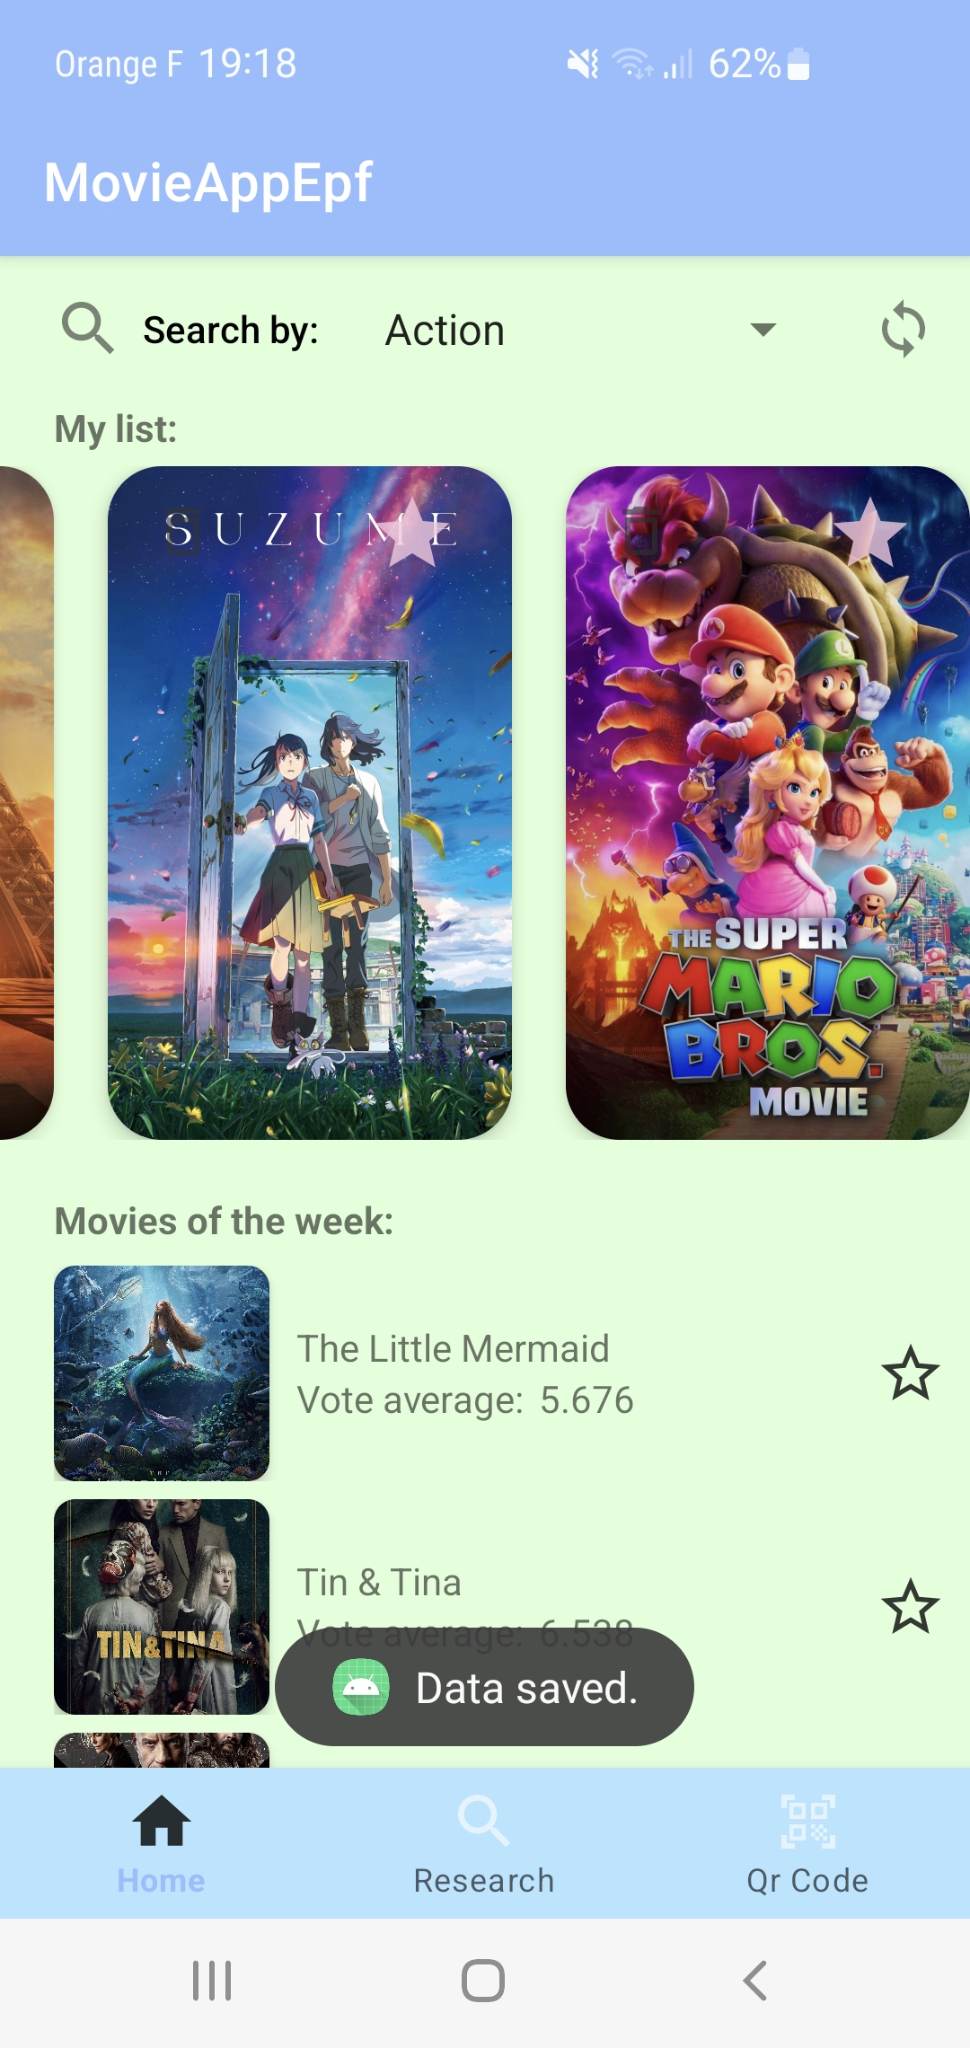 Orange F 19:18 62%
MovieAppEpf
Search by: Action
My list:
SUZUME
THE SUPER
MARIO
BROS.
MOVIE
Movies of the week:
The Little Mermaid
Vote average: 5.676
TIN&TINA
Tin & Tina
Vote average: 6.538
Data saved.
Home Research Qr Code